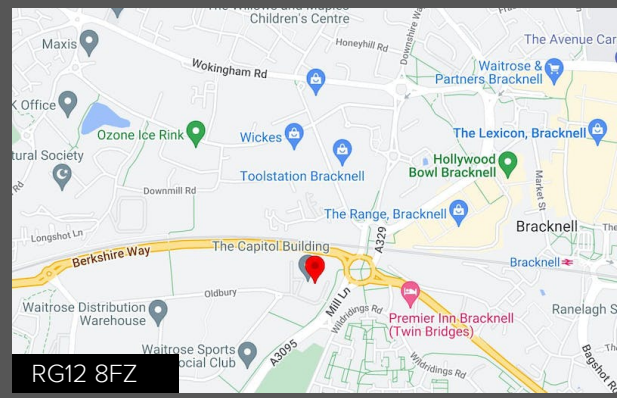 The Willows and Maples
Children's Centre
Maxis
Honeyhill Rd
Downshire Way
The Avenue Car
Wokingham Rd
Waitrose &
Partners Bracknell
K Office
Ozone Ice Rink
Wickes
The Lexicon, Bracknell
tural Society
Toolstation Bracknell
Hollywood
Bowl Bracknell
Rd
Downmill Rd
Market St
The Range, Bracknell
Longshot Ln
A329
Bracknell
The
Berkshire Way
The Capitol Building
Bracknell
Oldbury
Mill Ln
Waitrose Distribution
Warehouse
Wildridings Rd
Premier Inn Bracknell
(Twin Bridges)
Ranelagh S
Waitrose Sports
ocial Club
A3095
Wildridings Rd
Bagshot Ro
RG12 8FZ